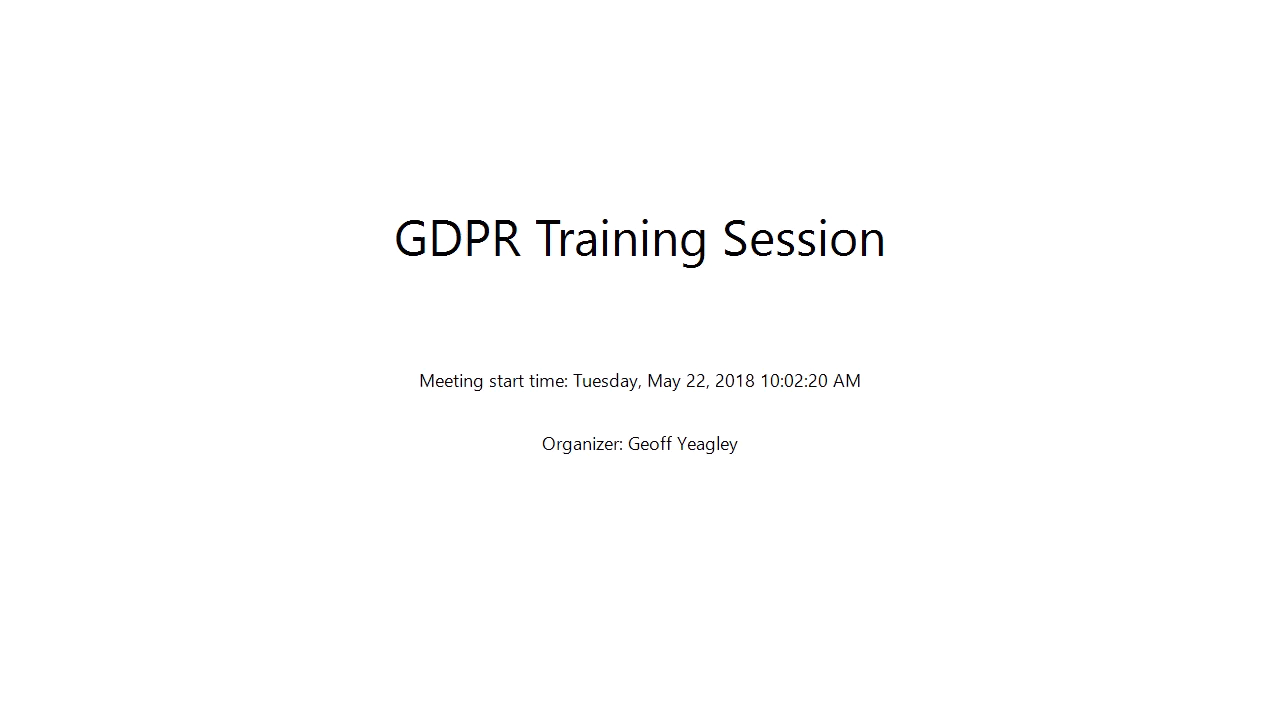 GDPR Training Session
Meeting start time: Tuesday, May 22, 2018 10:02:20 AM
Organizer: Geoff Yeagley